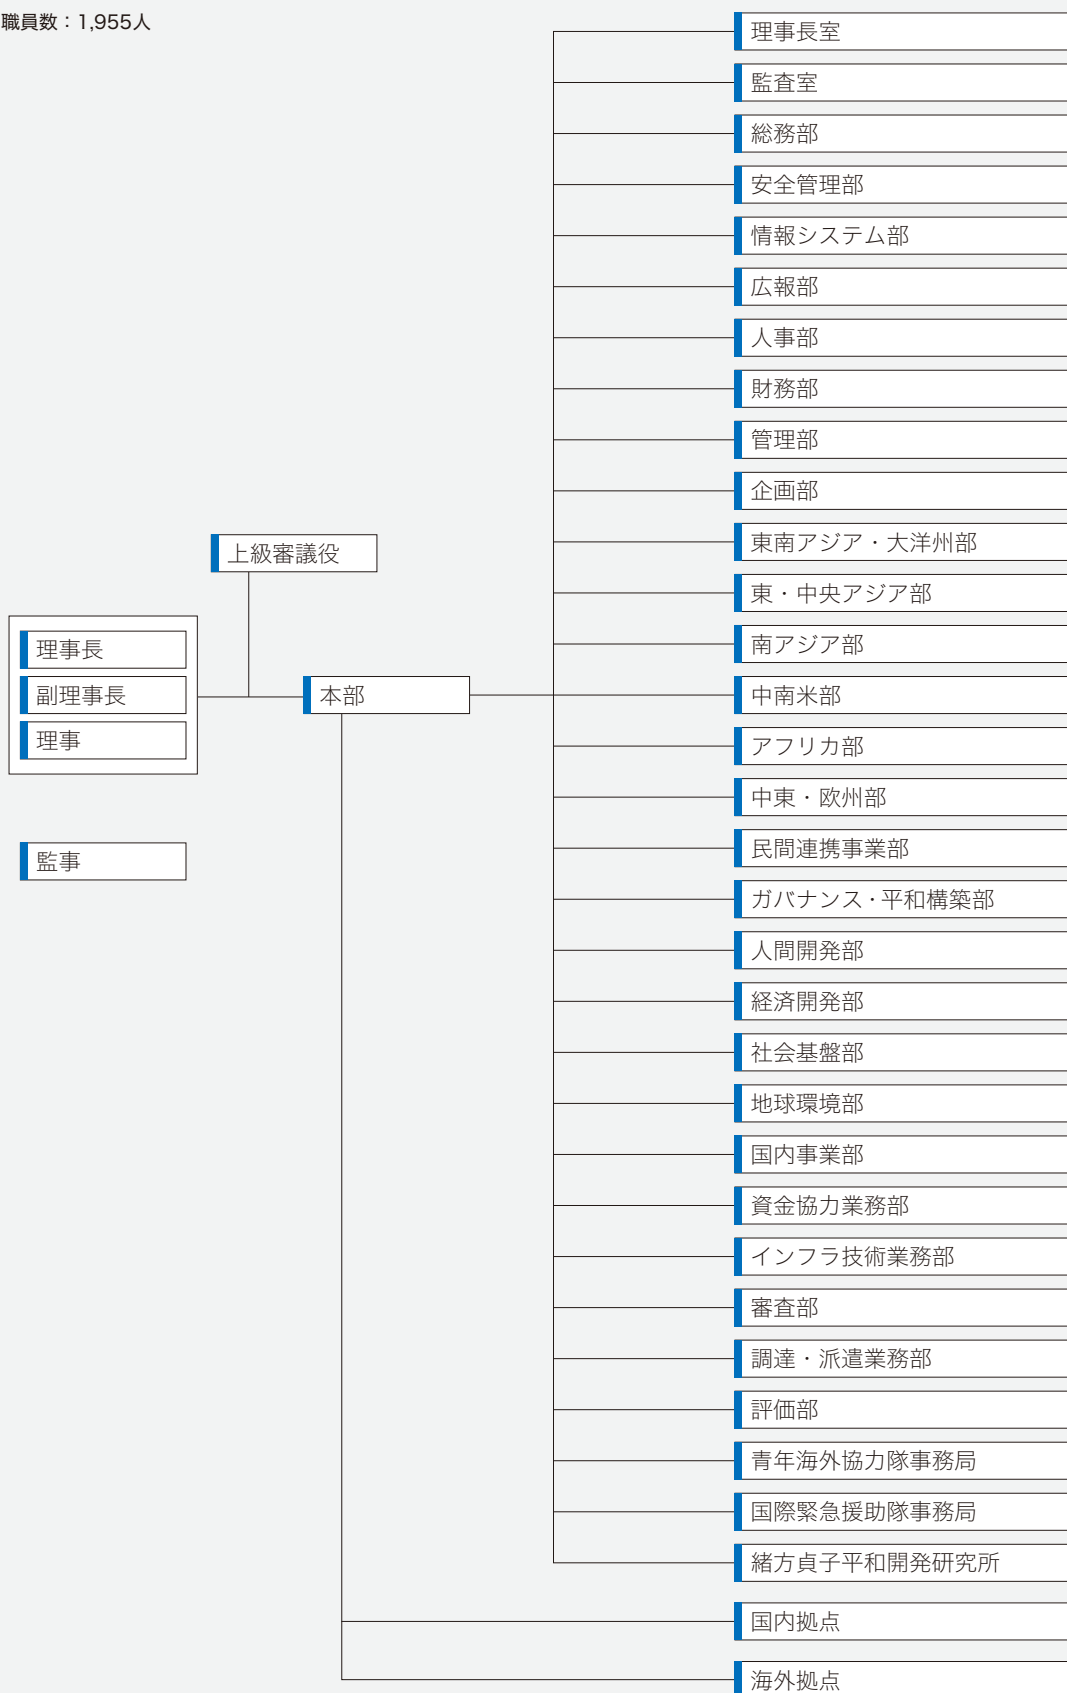 職員数：1,955人
上級審議役
理事長
副理事長
理事
監事
本部
理事長室
監査室
総務部
安全管理部
情報システム部
広報部
人事部
財務部
管理部
企画部
東南アジア・大洋州部
東・中央アジア部
南アジア部
中南米部
アフリカ部
中東・欧州部
民間連携事業部
ガバナンス・平和構築部
人間開発部
経済開発部
社会基盤部
地球環境部
国内事業部
資金協力業務部
インフラ技術業務部
審査部
調達・派遣業務部
評価部
青年海外協力隊事務局
国際緊急援助隊事務局
緒方貞子平和開発研究所
国内拠点
海外拠点